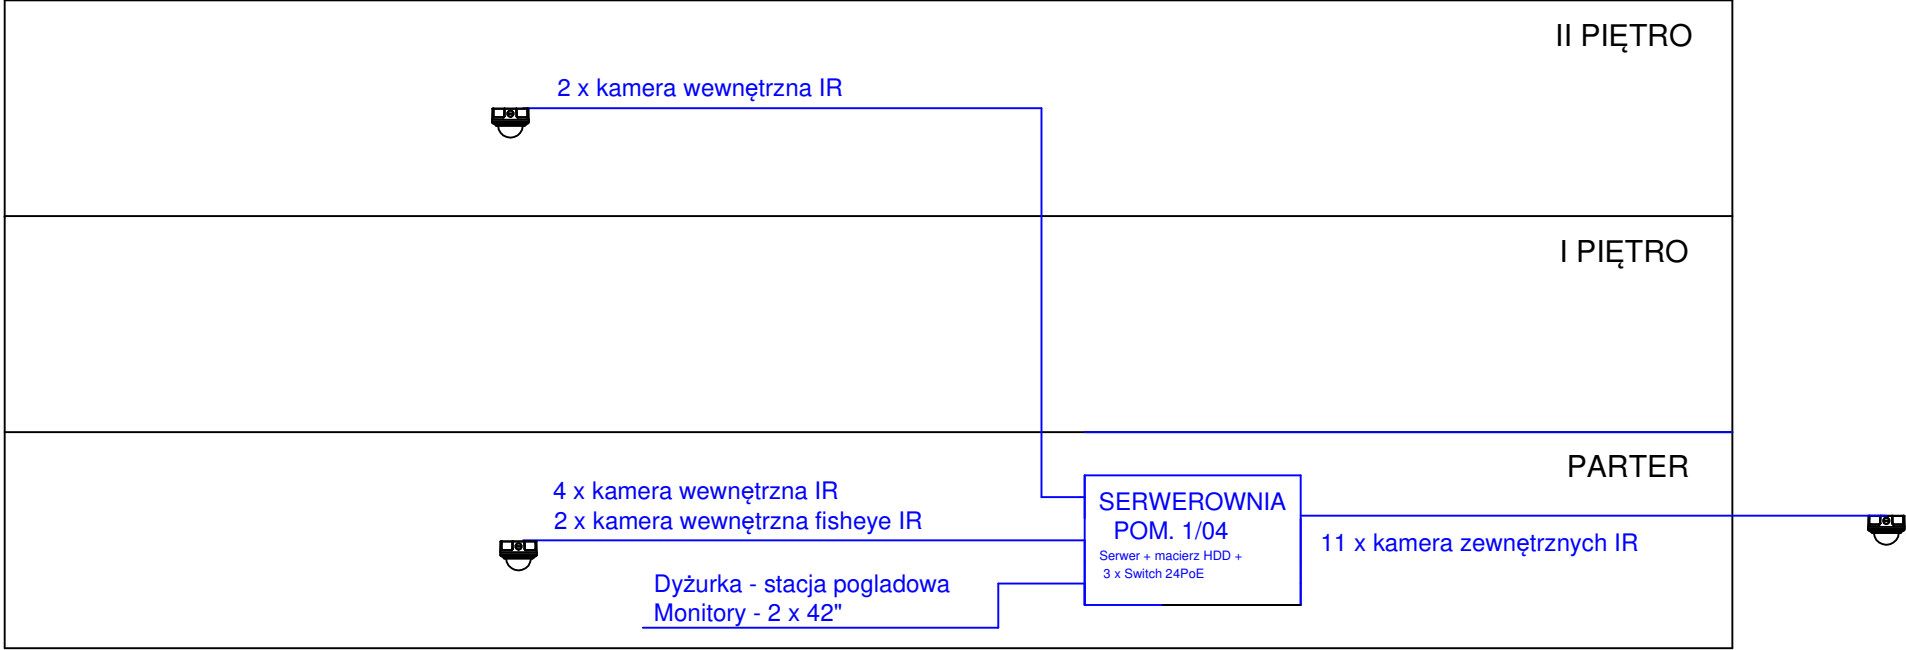 II PIĘTRO
2 x kamera wewnętrzna IR
I PIĘTRO
PARTER
4 x kamera wewnętrzna IR
2 x kamera wewnętrzna fisheye IR
SERWEROWNIA
POM. 1/04
Serwer + macierz HDD +
3 x Switch 24PoE
11 x kamera zewnętrznych IR
Dyżurka - stacja pogladowa
Monitory - 2 x 42"